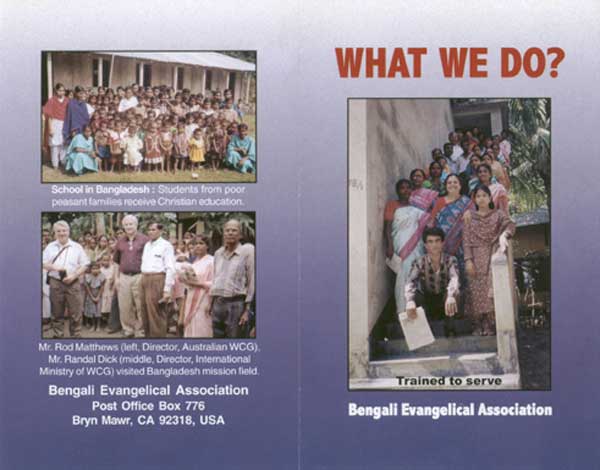 School in Bangladesh : Students from poor
peasant families receive Christian education.
Mr. Rod Matthews (left, Director, Australian WCG),
Mr. Randal Dick (middle, Director, International
Ministry of WCG) visited Bangladesh mission field.
Bengali Evangelical Association
Post Office Box 776
Bryn Mawr, CA 92318, USA
WHAT WE DO?
Trained to serve
Bengali Evangelical Association